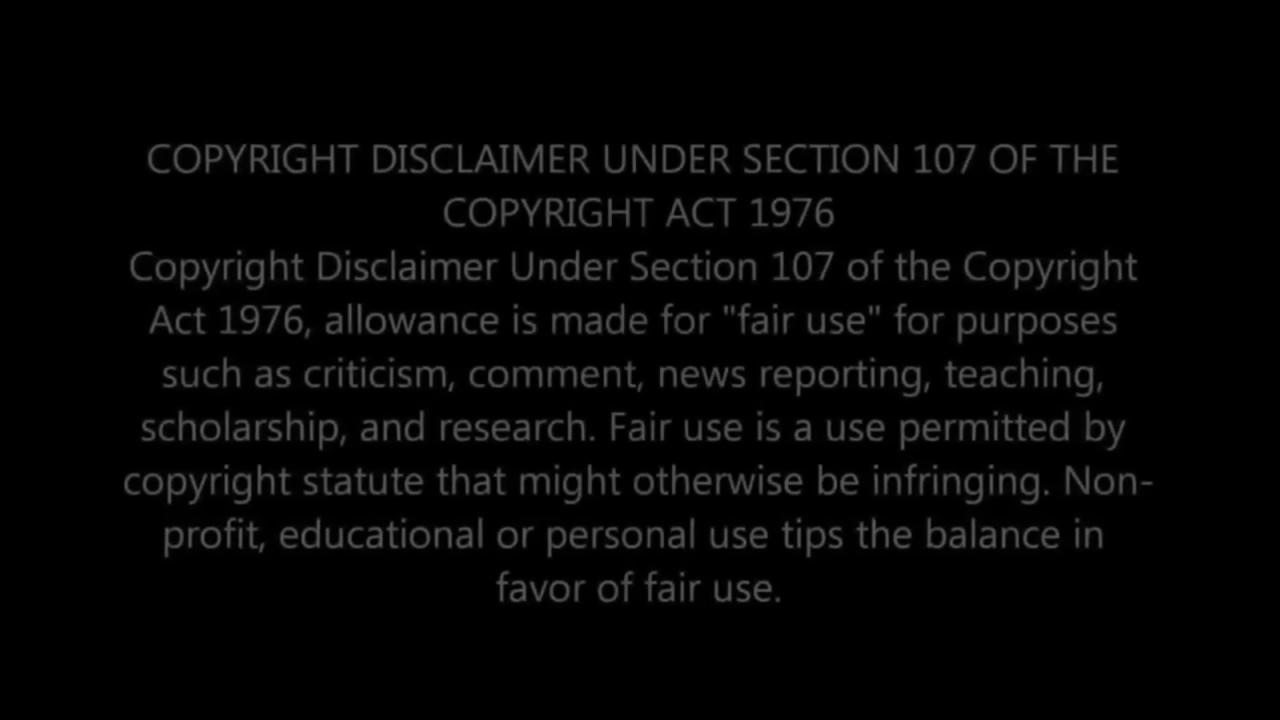 COPYRIGHT DISCLAIMER UNDER SECTION 107 OF THE
COPYRIGHT ACT 1976
Copyright Disclaimer Under Section 107 of the Copyright
Act 1976, allowance is made for "fair use" for purposes
such as criticism, comment, news reporting, teaching,
scholarship, and research. Fair use is a use permitted by
copyright statute that might otherwise be infringing. Non-
profit, educational or personal use tips the balance in
favor of fair use.